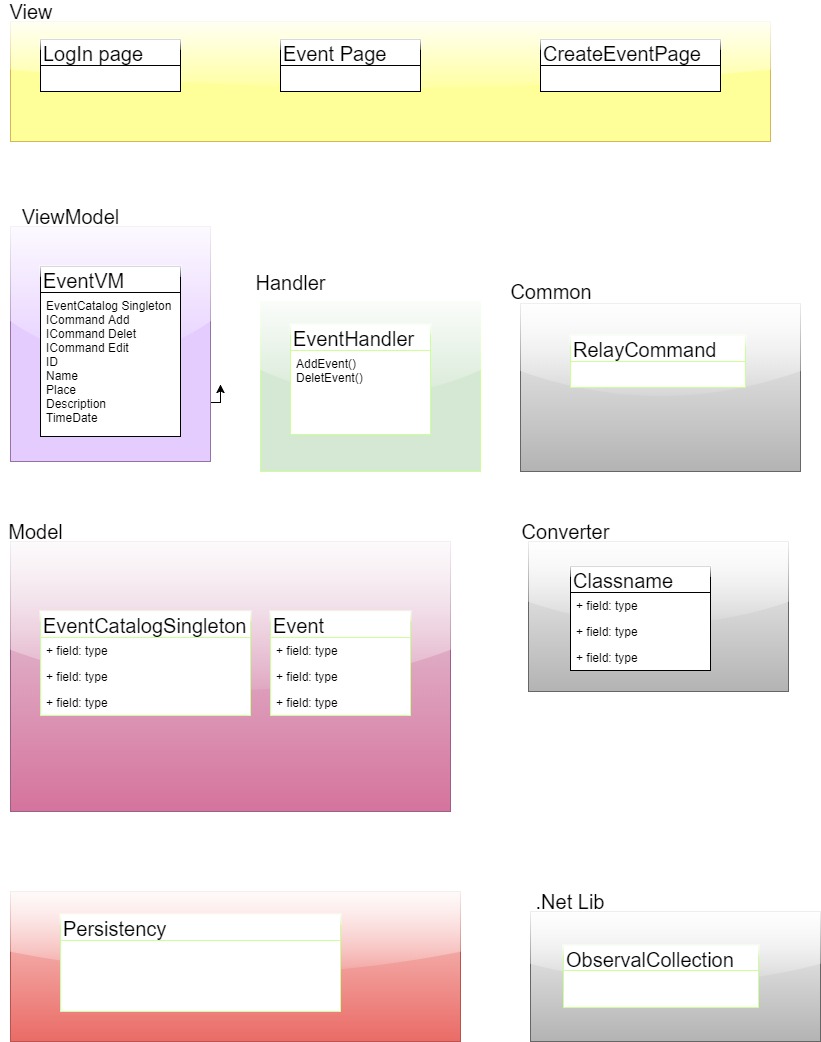 View
LogIn page
Event Page
CreateEventPage
ViewModel
EventVM
EventCatalog Singleton
ICommand Add
ICommand Delet
ICommand Edit
ID
Name
Place
Description
TimeDate
Handler
EventHandler
AddEvent()
DeletEvent()
Common
RelayCommand
Model
EventCatalogSingleton
+ field: type
+ field: type
+ field: type
Event
+ field: type
+ field: type
+ field: type
Converter
Classname
+ field: type
+ field: type
+ field: type
Persistency
.Net Lib
ObservalCollection